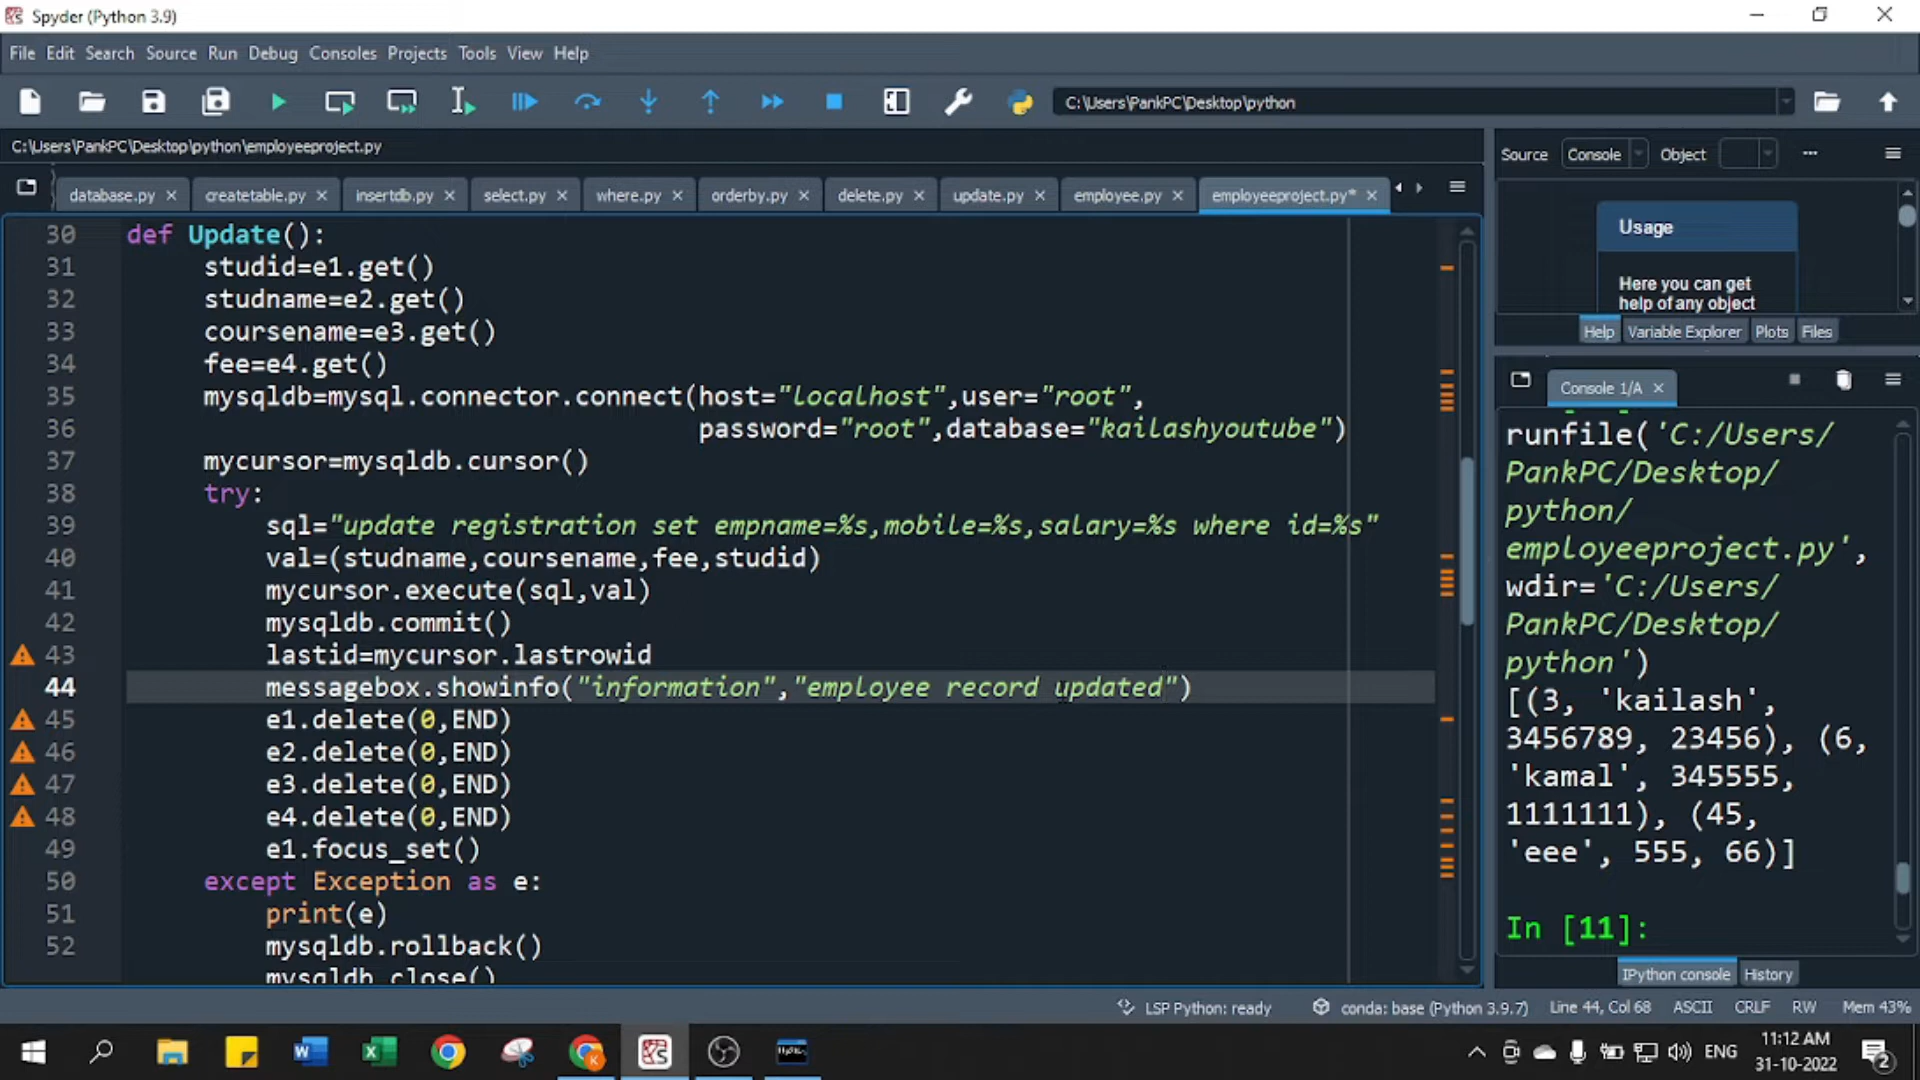 Spyder (Python 3.9)
File Edit Search Source Run Debug Consoles Projects Tools View Help
C:\Users\PankPC\Desktop\python
C:\Users\PankPC\Desktop\python\employeeproject.py
database.py createtable.py insertdb.py select.py where.py orderby.py delete.py update.py employee.py employeeproject.py*
30 def Update():
31 studid=e1.get()
32 studname=e2.get()
33 coursename=e3.get()
34 fee=e4.get()
35 mysqldb=mysql.connector.connect(host="localhost",user="root",
36 password="root",database="kailashyoutube")
37 mycursor=mysqldb.cursor()
38 try:
39 sql="update registration set empname=%s,mobile=%s,salary=%s where id=%s"
40 val=(studname,coursename,fee,studid)
41 mycursor.execute(sql,val)
42 mysqldb.commit()
43 lastid=mycursor.lastrowid
44 messagebox.showinfo("information","employee record updated")
45 e1.delete(0,END)
46 e2.delete(0,END)
47 e3.delete(0,END)
48 e4.delete(0,END)
49 e1.focus_set()
50 except Exception as e:
51 print(e)
52 mysqldb.rollback()
mysqldb.close()
Source Console Object
Usage
Here you can get
help of any object
Help Variable Explorer Plots Files
Console 1/A
runfile('C:/Users/
PankPC/Desktop/
python/
employeeproject.py',
wdir='C:/Users/
PankPC/Desktop/
python')
[(3, 'kailash',
3456789, 23456), (6,
'kamal', 345555,
1111111), (45,
'eee', 555, 66)]
In [11]:
IPython console History
LSP Python: ready conda: base (Python 3.9.7) Line 44, Col 68 ASCII CRLF RW Mem 43%
ENG
11:12 AM
31-10-2022
2